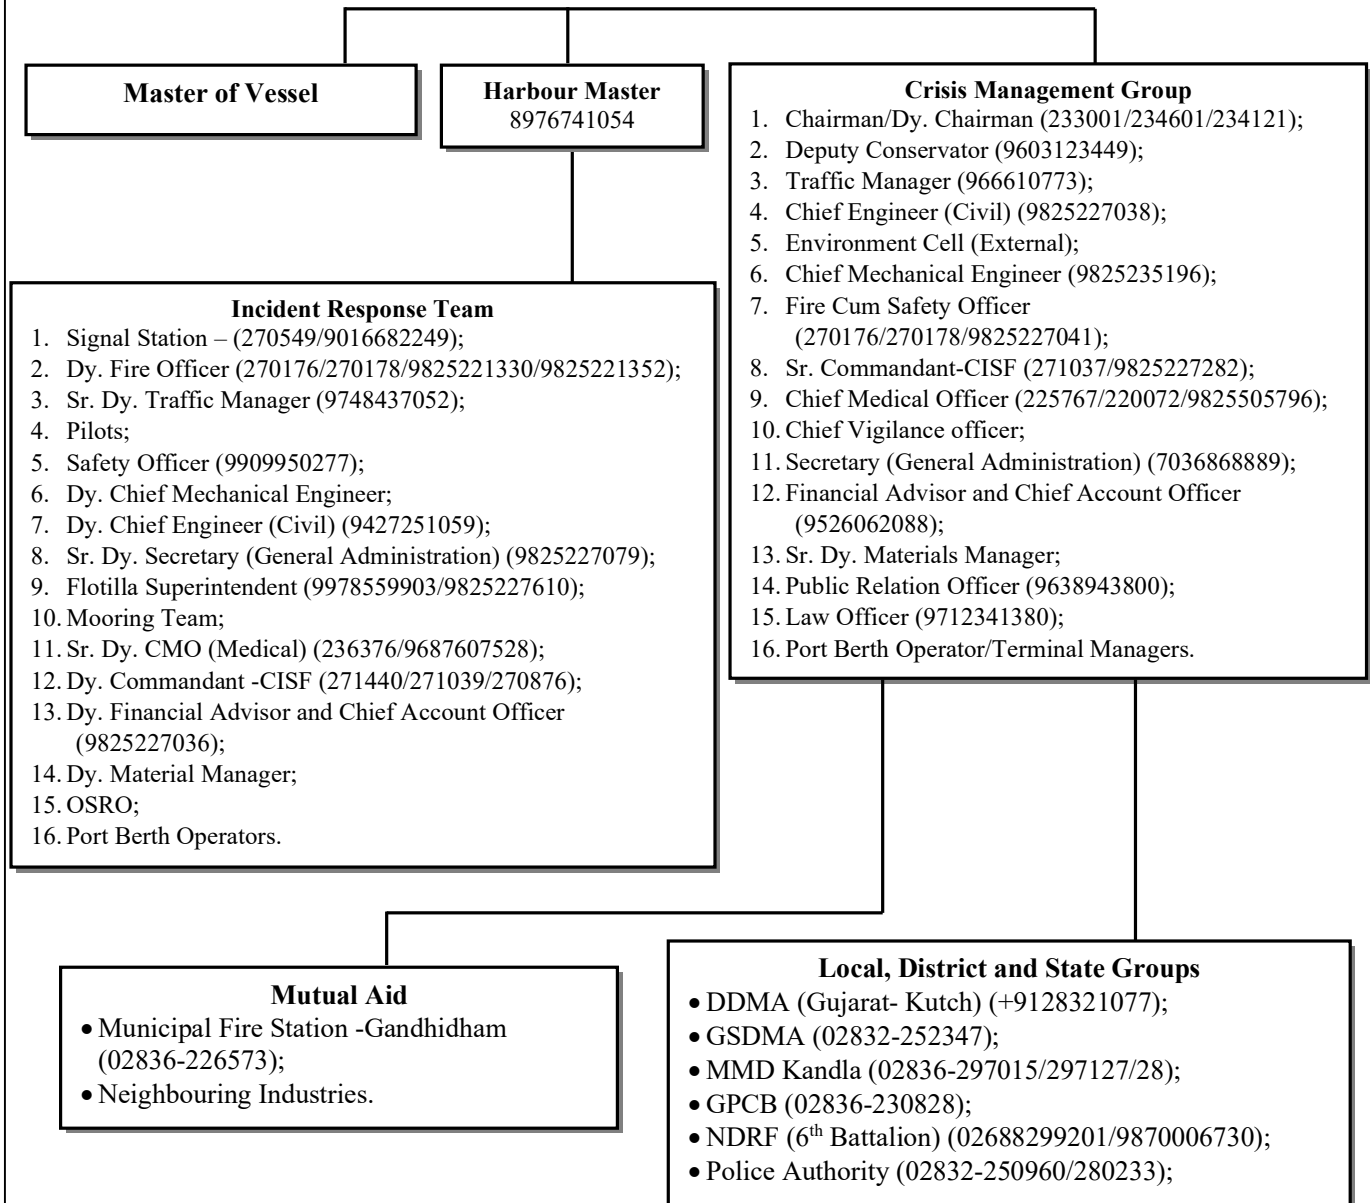 Master of Vessel
Harbour Master
8976741054
Crisis Management Group
1. Chairman/Dy. Chairman (233001/234601/234121);
2. Deputy Conservator (9603123449);
3. Traffic Manager (966610773);
4. Chief Engineer (Civil) (9825227038);
5. Environment Cell (External);
6. Chief Mechanical Engineer (9825235196);
7. Fire Cum Safety Officer
(270176/270178/9825227041);
8. Sr. Commandant-CISF (271037/9825227282);
9. Chief Medical Officer (225767/220072/9825505796);
10. Chief Vigilance officer;
11. Secretary (General Administration) (7036868889);
12. Financial Advisor and Chief Account Officer
(9526062088);
13. Sr. Dy. Materials Manager;
14. Public Relation Officer (9638943800);
15. Law Officer (9712341380);
16. Port Berth Operator/Terminal Managers.
Incident Response Team
1. Signal Station – (270549/9016682249);
2. Dy. Fire Officer (270176/270178/9825221330/9825221352);
3. Sr. Dy. Traffic Manager (9748437052);
4. Pilots;
5. Safety Officer (9909950277);
6. Dy. Chief Mechanical Engineer;
7. Dy. Chief Engineer (Civil) (9427251059);
8. Sr. Dy. Secretary (General Administration) (9825227079);
9. Flotilla Superintendent (9978559903/9825227610);
10. Mooring Team;
11. Sr. Dy. CMO (Medical) (236376/9687607528);
12. Dy. Commandant -CISF (271440/271039/270876);
13. Dy. Financial Advisor and Chief Account Officer
(9825227036);
14. Dy. Material Manager;
15. OSRO;
16. Port Berth Operators.
Mutual Aid
• Municipal Fire Station -Gandhidham
(02836-226573);
• Neighbouring Industries.
Local, District and State Groups
• DDMA (Gujarat- Kutch) (+9128321077);
• GSDMA (02832-252347);
• MMD Kandla (02836-297015/297127/28);
• GPCB (02836-230828);
• NDRF (6th Battalion) (02688299201/9870006730);
• Police Authority (02832-250960/280233);